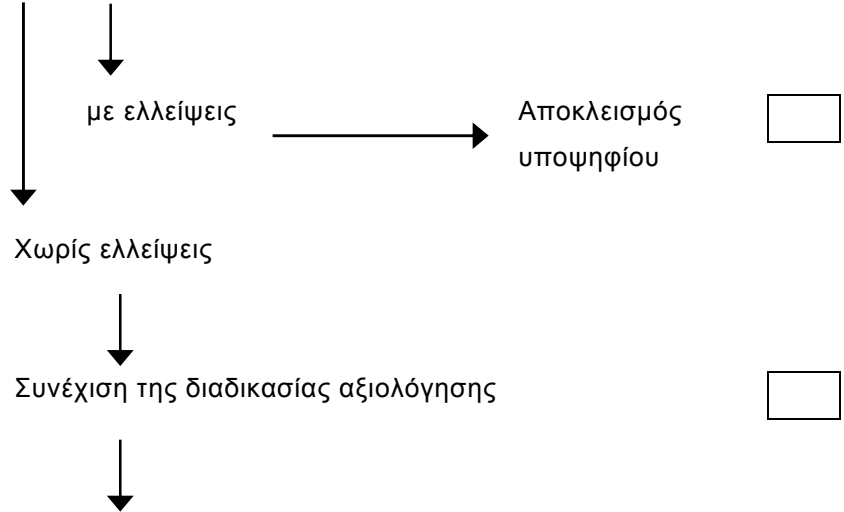 με ελλείψεις
Αποκλεισμός
υποψηφίου
Χωρίς ελλείψεις
Συνέχιση της διαδικασίας αξιολόγησης